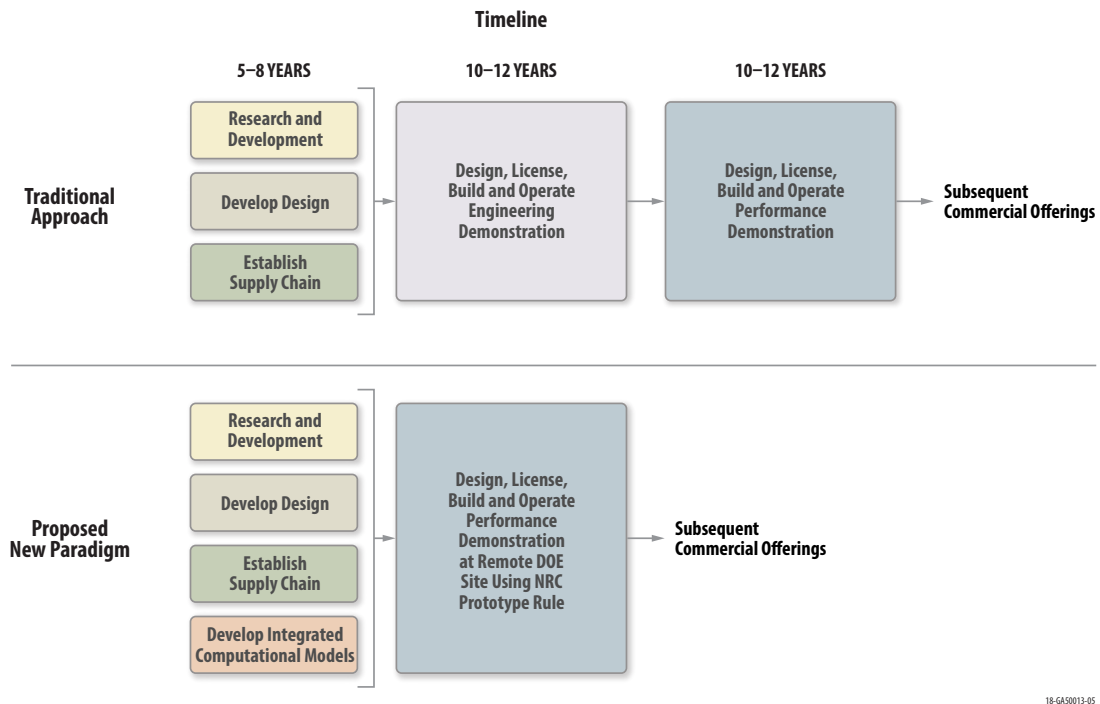 Timeline
5–8 YEARS
10–12 YEARS
10–12 YEARS
Traditional
Approach
Research and
Development
Develop Design
Establish
Supply Chain
Design, License,
Build and Operate
Engineering
Demonstration
Design, License,
Build and Operate
Performance
Demonstration
Subsequent
Commercial Offerings
Proposed
New Paradigm
Research and
Development
Develop Design
Establish
Supply Chain
Develop Integrated
Computational Models
Design, License,
Build and Operate
Performance
Demonstration
at Remote DOE
Site Using NRC
Prototype Rule
Subsequent
Commercial Offerings
18-GA50013-05